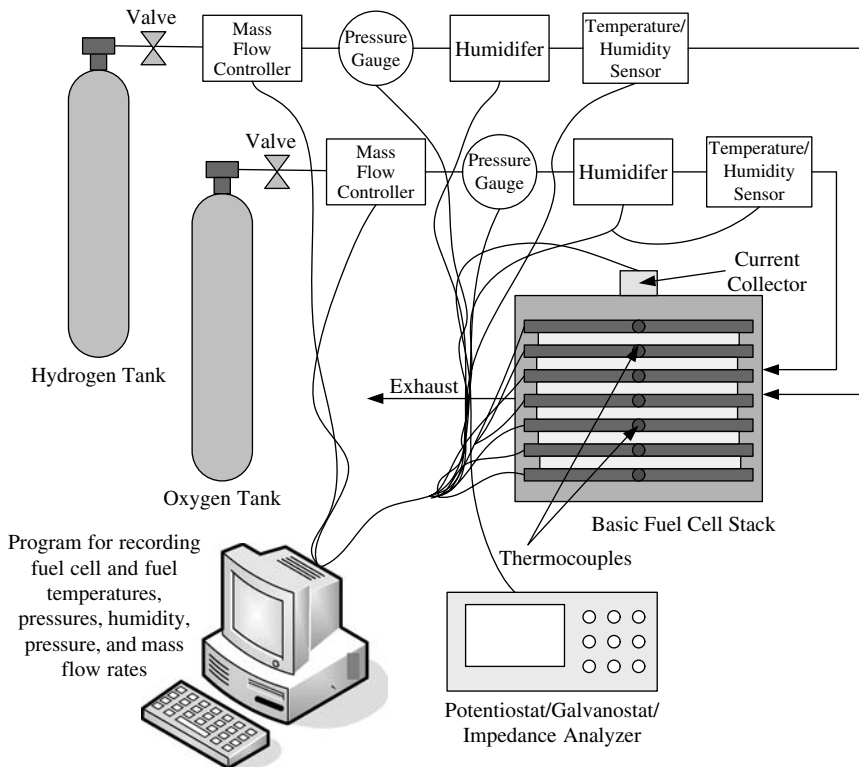 Valve
Mass
Flow
Controller
Pressure
Gauge
Humidifer
Temperature/
Humidity
Sensor
Valve
Mass
Flow
Controller
Pressure
Gauge
Humidifer
Temperature/
Humidity
Sensor
Current
Collector
Hydrogen Tank
Exhaust
Oxygen Tank
Basic Fuel Cell Stack
Thermocouples
Program for recording
fuel cell and fuel
temperatures,
pressures, humidity,
pressure, and mass
flow rates
Potentiostat/Galvanostat/
Impedance Analyzer